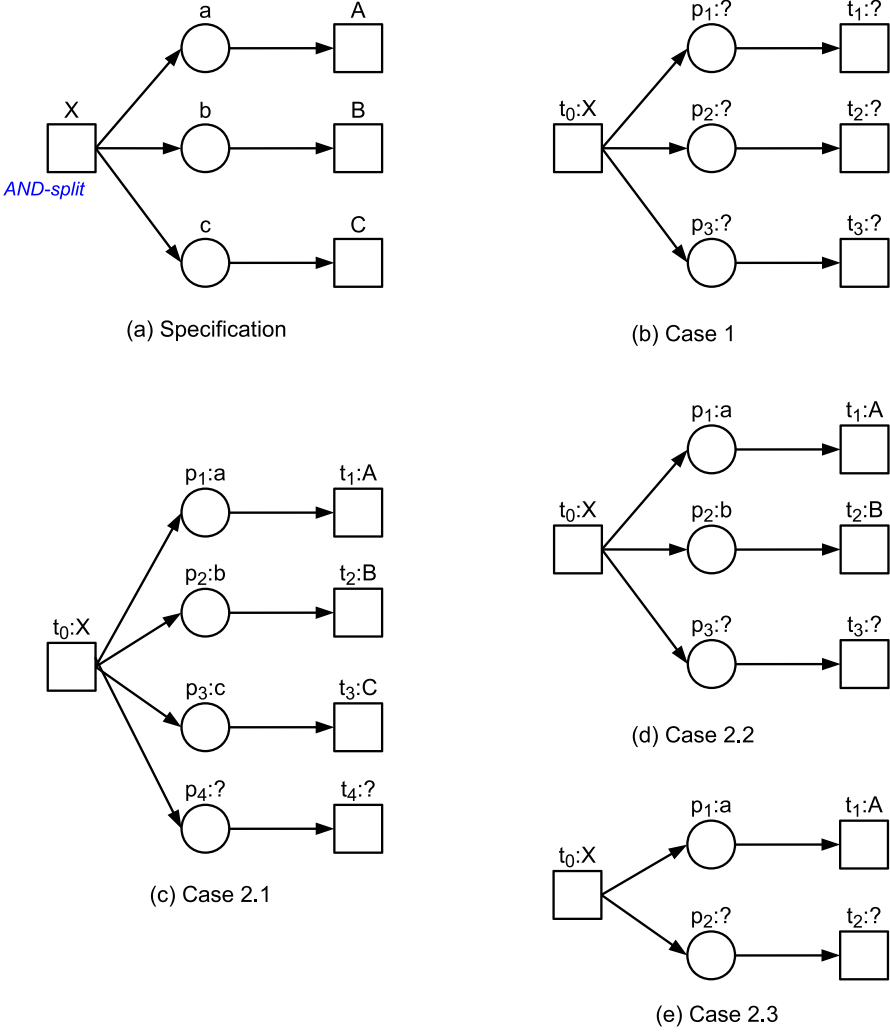 a
A
X
b
B
AND-split
c
C
(a) Specification
p1:?
t1:?
t0:X
p2:?
t2:?
p3:?
t3:?
(b) Case 1
p1:a
t1:A
p2:b
t2:B
t0:X
p3:c
t3:C
p4:?
t4:?
(c) Case 2.1
p1:a
t1:A
t0:X
p2:b
t2:B
p3:?
t3:?
(d) Case 2.2
p1:a
t1:A
t0:X
p2:?
t2:?
(e) Case 2.3